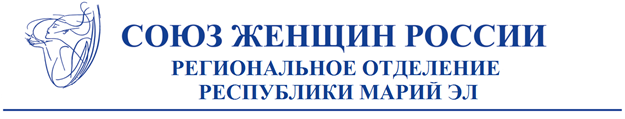 СОЮЗ ЖЕНЩИН РОССИИ
РЕГИОНАЛЬНОЕ ОТДЕЛЕНИЕ
РЕСПУБЛИКИ МАРИЙ ЭЛ